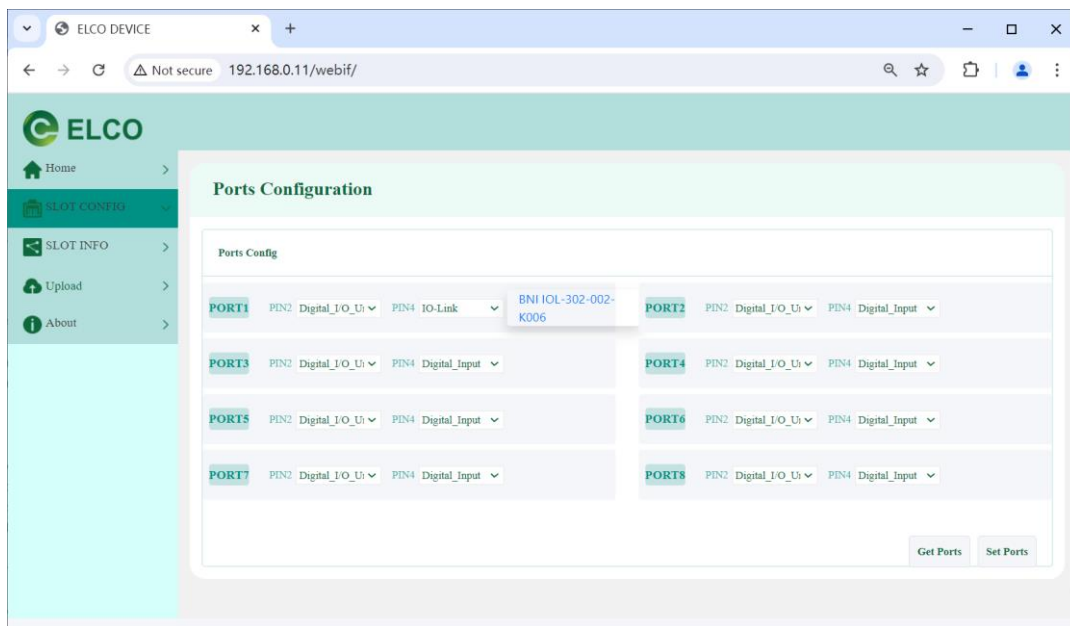 ELCO DEVICE
Not secure 192.168.0.11/webif/
ELCO
Home
SLOT CONFIG
SLOT INFO
Upload
About
Ports Configuration
Ports Config
PORT1 PIN2 Digital_I/O_U PIN4 IO-Link BNI IOL-302-002-
K006
PORT2 PIN2 Digital_I/O_U PIN4 Digital_Input
PORT3 PIN2 Digital_I/O_U PIN4 Digital_Input
PORT4 PIN2 Digital_I/O_U PIN4 Digital_Input
PORT5 PIN2 Digital_I/O_U PIN4 Digital_Input
PORT6 PIN2 Digital_I/O_U PIN4 Digital_Input
PORT7 PIN2 Digital_I/O_U PIN4 Digital_Input
PORT8 PIN2 Digital_I/O_U PIN4 Digital_Input
Get Ports Set Ports